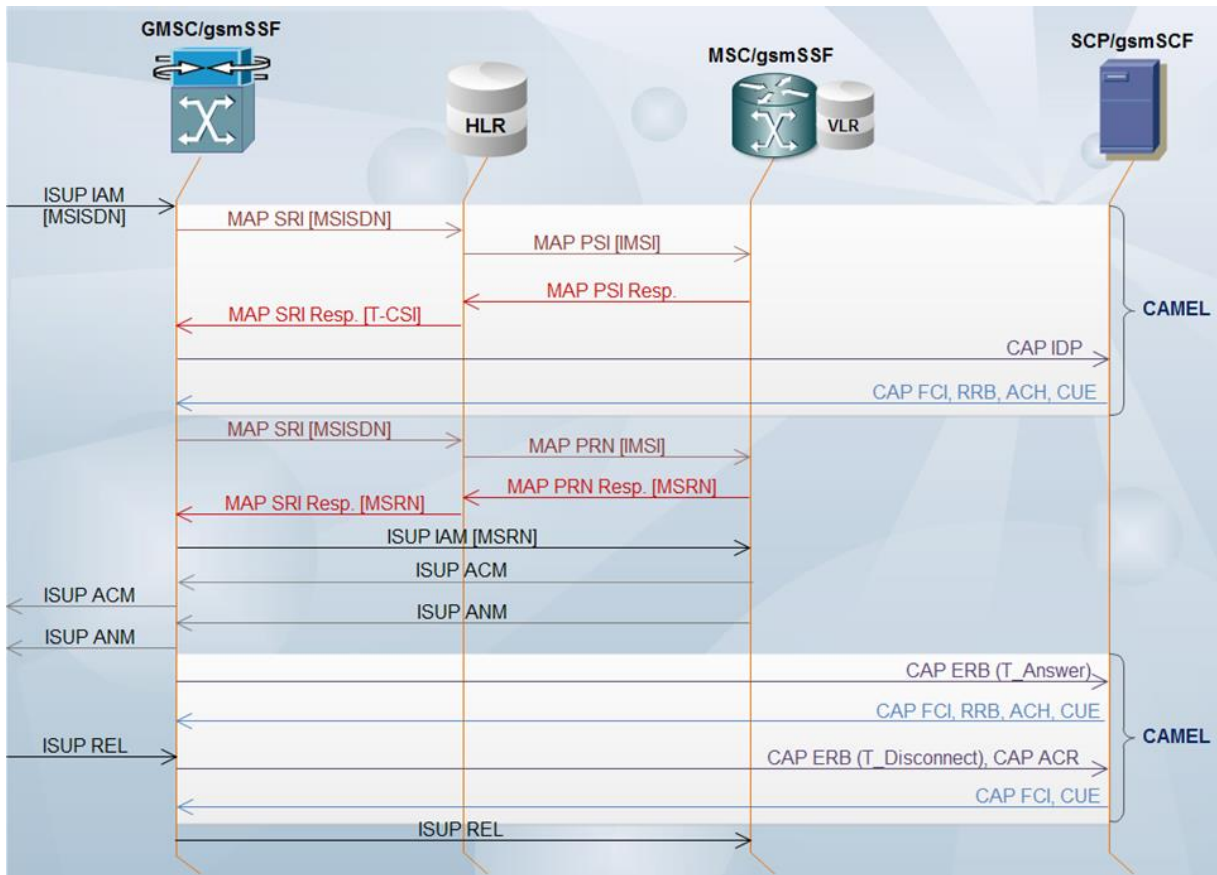 GMSC/gsmSSF
HLR
MSC/gsmSSF
VLR
SCP/gsmSCF
ISUP IAM
[MSISDN]
MAP SRI [MSISDN]
MAP PSI [IMSI]
MAP PSI Resp.
MAP SRI Resp. [T-CSI]
CAMEL
CAP IDP
CAP FCI, RRB, ACH, CUE
MAP SRI [MSISDN]
MAP PRN [IMSI]
MAP PRN Resp. [MSRN]
MAP SRI Resp. [MSRN]
ISUP IAM [MSRN]
ISUP ACM
ISUP ACM
ISUP ANM
ISUP ANM
CAP ERB (T_Answer)
CAP FCI, RRB, ACH, CUE
CAMEL
ISUP REL
CAP ERB (T_Disconnect), CAP ACR
CAP FCI, CUE
ISUP REL